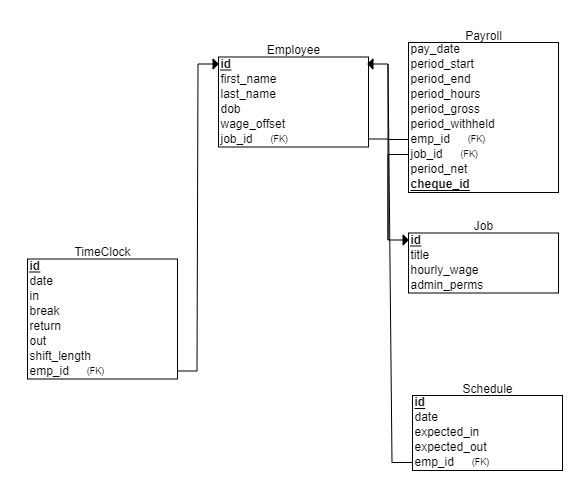 Employee
id
first_name
last_name
dob
wage_offset
job_id (FK)
Payroll
pay_date
period_start
period_end
period_hours
period_gross
period_withheld
emp_id (FK)
job_id (FK)
period_net
cheque_id
Job
id
title
hourly_wage
admin_perms
TimeClock
id
date
in
break
return
out
shift_length
emp_id (FK)
Schedule
id
date
expected_in
expected_out
emp_id (FK)